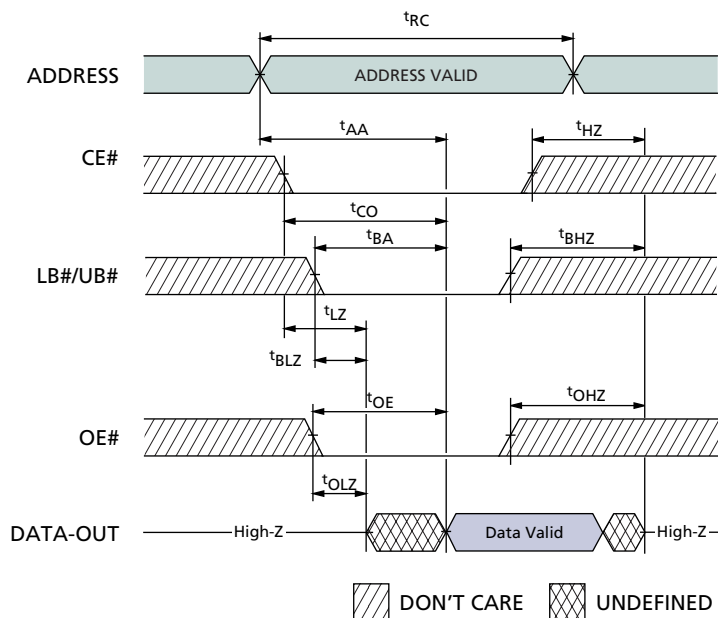 tRC
ADDRESS
ADDRESS VALID
tAA
tHZ
CE#
tCO
tBA
tBHZ
LB#/UB#
tLZ
tBLZ
tOE
tOHZ
OE#
tOLZ
DATA-OUT
High-Z
Data Valid
High-Z
DON'T CARE
UNDEFINED